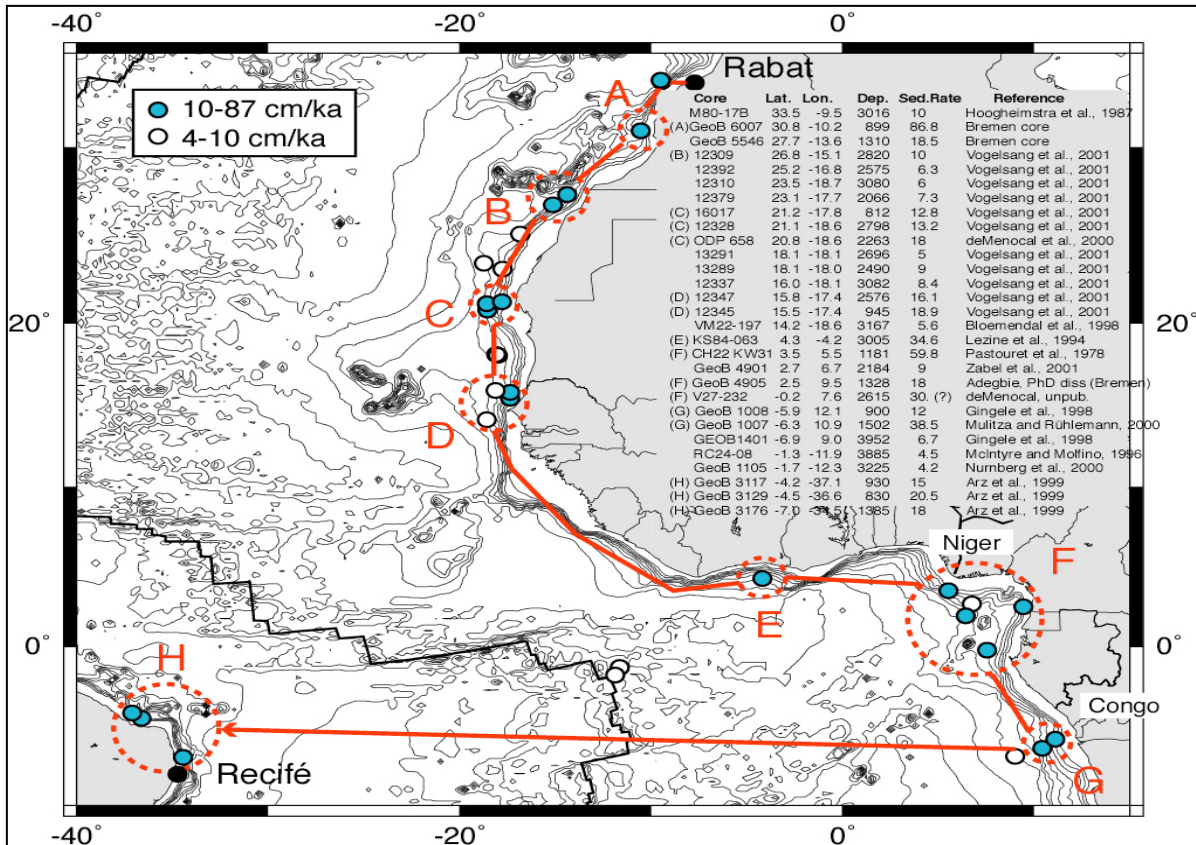 -40° -20° 0°
10-87 cm/ka
4-10 cm/ka
Rabat
A
B
C
D
E
F
G
H
Core Lat. Lon. Dep. Sed.Rate Reference
M80-17B 33.5 -9.5 3016 10 Hoogheimstra et al., 1987
(A)GeoB 6007 30.8 -10.2 899 86.8 Bremen core
GeoB 5546 27.7 -13.6 1310 18.5 Bremen core
(B) 12309 26.8 -15.1 2820 10 Vogelsang et al., 2001
12392 25.2 -16.8 2575 6.3 Vogelsang et al., 2001
12310 23.5 -18.7 3080 6 Vogelsang et al., 2001
12379 23.1 -17.7 2066 7.3 Vogelsang et al., 2001
(C) 16017 21.2 -17.8 812 12.8 Vogelsang et al., 2001
(C) 12328 21.1 -18.6 2798 13.2 Vogelsang et al., 2001
(C) ODP 658 20.8 -18.6 2263 18 deMenocal et al., 2000
13291 18.1 -18.1 2696 5 Vogelsang et al., 2001
13289 18.1 -18.0 2490 9 Vogelsang et al., 2001
12337 16.0 -18.1 3082 8.4 Vogelsang et al., 2001
(D) 12347 15.8 -17.4 2576 16.1 Vogelsang et al., 2001
(D) 12345 15.5 -17.4 945 18.9 Vogelsang et al., 2001
VM22-197 14.2 -18.6 3167 5.6 Bloemendal et al., 1998
(E) KS84-063 4.3 -4.2 3005 34.6 Lezine et al., 1994
(F) CH22 KW31 3.5 5.5 1181 59.8 Pastouret et al., 1978
GeoB 4901 2.7 6.7 2184 9 Zabel et al., 2001
(F) GeoB 4905 2.5 9.5 1328 18 Adegbie, PhD diss (Bremen)
(F) V27-232 -0.2 7.6 2615 30. (?) deMenocal, unpub.
(G) GeoB 1008 -5.9 12.1 900 12 Gingele et al., 1998
(G) GeoB 1007 -6.3 10.9 1502 38.5 Mulitza and Rühlemann, 2000
GEOB1401 -6.9 9.0 3952 6.7 Gingele et al., 1998
RC24-08 -1.3 -11.9 3885 4.5 McIntyre and Molfino, 1996
GeoB 1105 -1.7 -12.3 3225 4.2 Nurnberg et al., 2000
(H) GeoB 3117 -4.2 -37.1 930 15 Arz et al., 1999
(H) GeoB 3129 -4.5 -36.6 830 20.5 Arz et al., 1999
(H) GeoB 3176 -7.0 -34.5 1385 18 Arz et al., 1999
20° 20°
Niger
0° 0°
Congo
Recifé
-40° -20° 0°